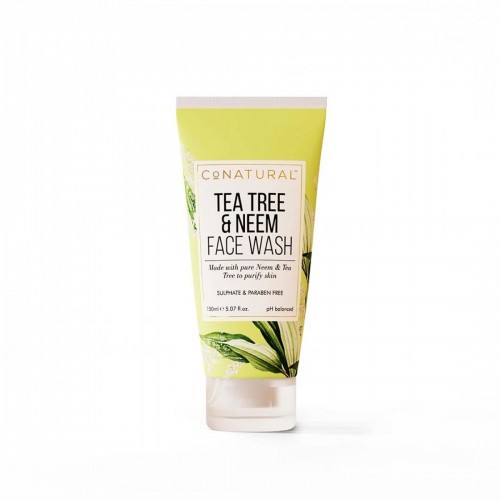 CoNATURAL™
TEA TREE
& NEEM
FACE WASH
Made with pure Neem & Tea
Tree to purify skin
SULPHATE & PARABEN FREE
150ml • 5.07 fl. oz. pH balanced